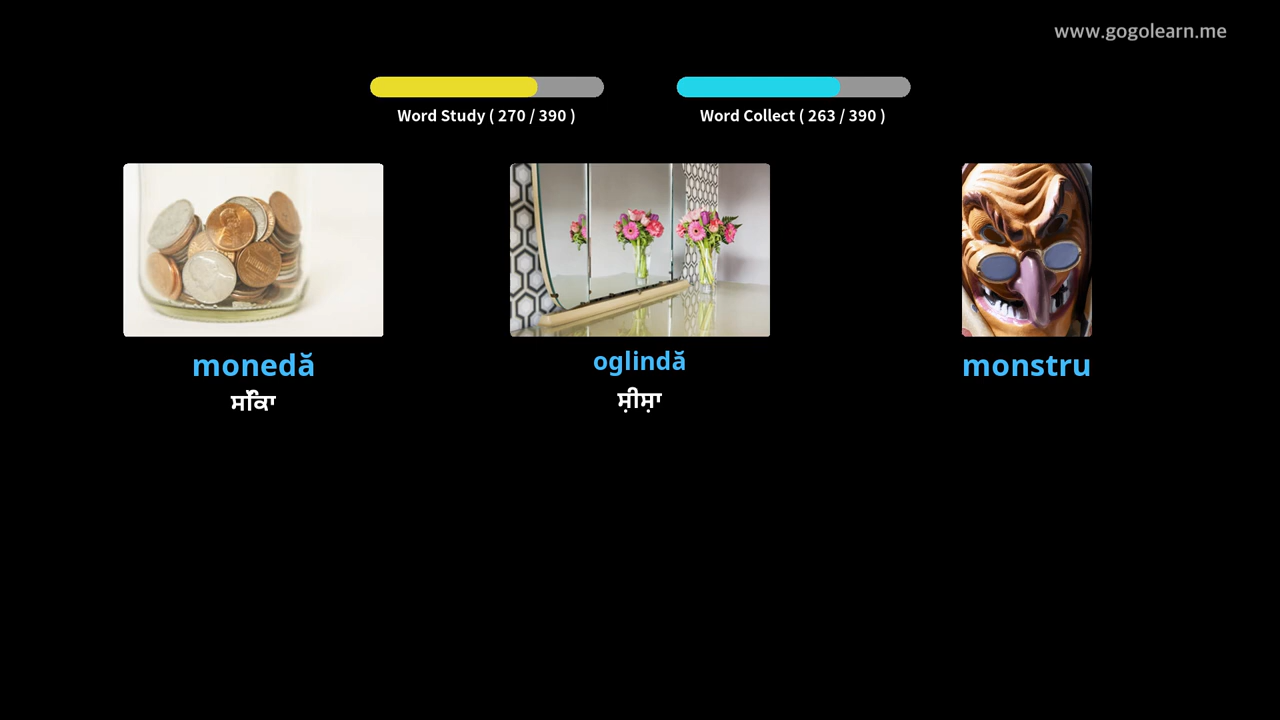 www.gogolearn.me
Word Study ( 270 / 390 )
Word Collect ( 263 / 390 )
monedă
oglindă
monstru
ਸਿੱਕਾ
ਸ਼ੀਸ਼ਾ